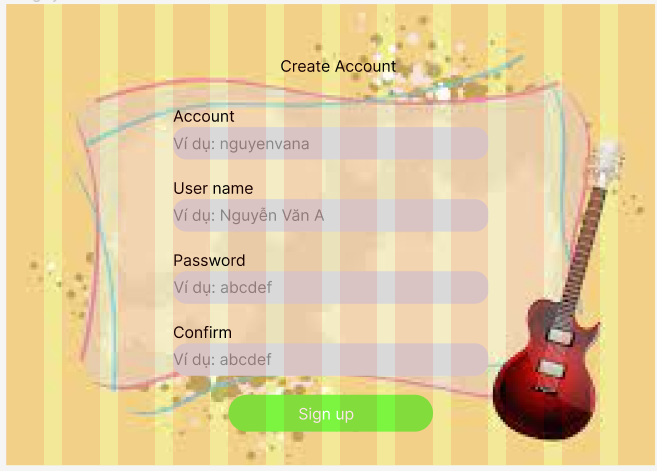 Create Account
Account
Ví dụ: nguyenvana
User name
Ví dụ: Nguyễn Văn A
Password
Ví dụ: abcdef
Confirm
Ví dụ: abcdef
Sign up